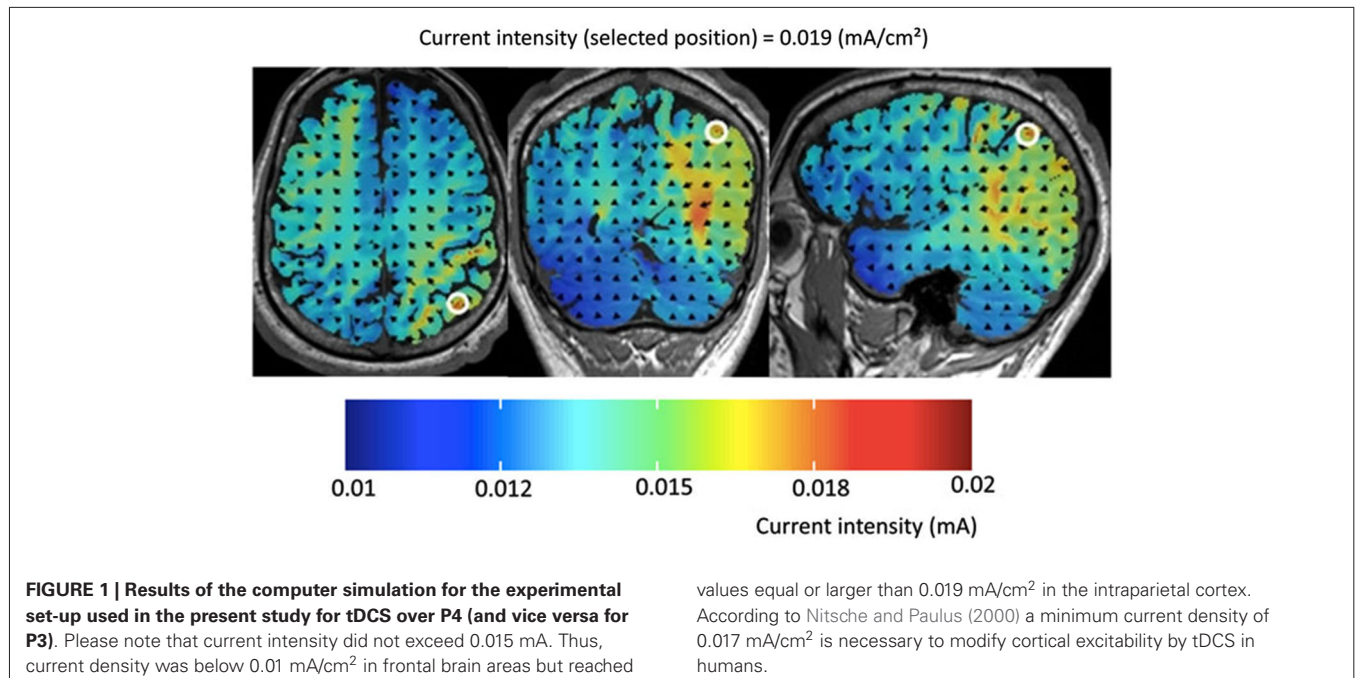 Current intensity (selected position) = 0.019 (mA/cm²)
0.01
0.012
0.015
0.018
0.02
Current intensity (mA)
FIGURE 1 | Results of the computer simulation for the experimental
set-up used in the present study for tDCS over P4 (and vice versa for
P3). Please note that current intensity did not exceed 0.015 mA. Thus,
current density was below 0.01 mA/cm² in frontal brain areas but reached
values equal or larger than 0.019 mA/cm² in the intraparietal cortex.
According to Nitsche and Paulus (2000) a minimum current density of
0.017 mA/cm² is necessary to modify cortical excitability by tDCS in
humans.